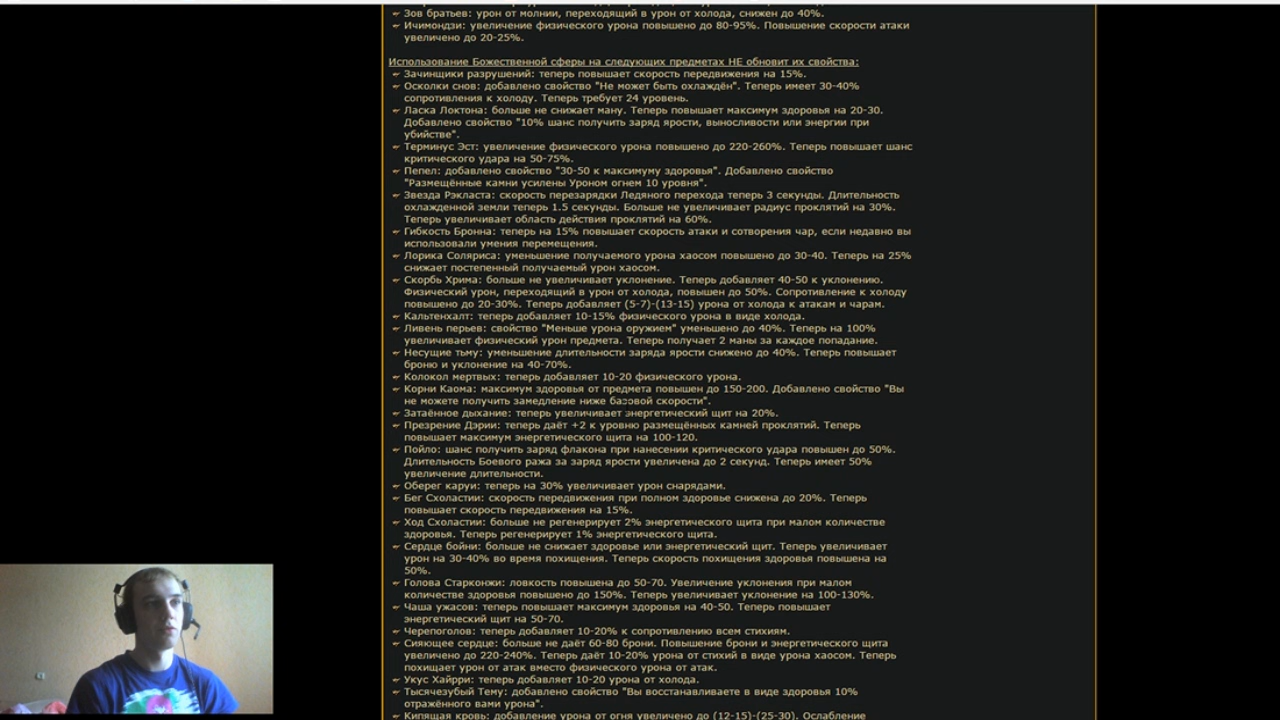 Зов братьев: урон от молнии, переходящий в урон от холода, снижен до 40%.
Ичимондзи: увеличение физического урона повышено до 80-95%. Повышение скорости атаки
увеличено до 20-25%.
Использование Божественной сферы на следующих предметах НЕ обновит их свойства:
Зачинщики разрушений: теперь повышает скорость передвижения на 15%.
Осколки снов: добавлено свойство "Не может быть охлаждён". Теперь имеет 30-40%
сопротивления к холоду. Теперь требует 24 уровень.
Ласка Локтона: больше не снижает ману. Теперь повышает максимум здоровья на 20-30.
Добавлено свойство "10% шанс получить заряд ярости, выносливости или энергии при
убийстве".
Терминус Эст: увеличение физического урона повышено до 220-260%. Теперь повышает шанс
критического удара на 50-75%.
Пепел: добавлено свойство "30-50 к максимуму здоровья". Добавлено свойство
"Размещённые камни усилены Уроном огнем 10 уровня".
Звезда Рэкласта: скорость перезарядки Ледяного перехода теперь 3 секунды. Длительность
охлажденной земли теперь 1.5 секунды. Больше не увеличивает радиус проклятий на 30%.
Теперь увеличивает область действия проклятий на 60%.
Гибкость Бронна: теперь на 15% повышает скорость атаки и сотворения чар, если недавно вы
использовали умения перемещения.
Лорика Соляриса: уменьшение получаемого урона хаосом повышено до 30-40. Теперь на 25%
снижает постепенный получаемый урон хаосом.
Скорбь Хрима: больше не увеличивает уклонение. Теперь добавляет 40-50 к уклонению.
Физический урон, переходящий в урон от холода, повышен до 50%. Сопротивление к холоду
повышено до 20-30%. Теперь добавляет (5-7)-(13-15) урона от холода к атакам и чарам.
Кальтенхалт: теперь добавляет 10-15% физического урона в виде холода.
Ливень перьев: свойство "Меньше урона оружием" уменьшено до 40%. Теперь на 100%
увеличивает физический урон предмета. Теперь получает 2 маны за каждое попадание.
Несущие тьму: уменьшение длительности заряда ярости снижено до 40%. Теперь повышает
броню и уклонение на 40-70%.
Колокол мертвых: теперь добавляет 10-20 физического урона.
Корни Каома: максимум здоровья от предмета повышен до 150-200. Добавлено свойство "Вы
не можете получить замедление ниже базовой скорости".
Затаённое дыхание: теперь увеличивает энергетический щит на 20%.
Презрение Дэрии: теперь даёт +2 к уровню размещённых камней проклятий. Теперь
повышает максимум энергетического щита на 100-120.
Пойло: шанс получить заряд флакона при нанесении критического удара повышен до 50%.
Длительность Боевого ража за заряд ярости увеличена до 2 секунд. Теперь имеет 50%
увеличение длительности.
Оберег каруи: теперь на 30% увеличивает урон снарядами.
Бег Схоластии: скорость передвижения при полном здоровье снижена до 20%. Теперь
повышает скорость передвижения на 15%.
Ход Схоластии: больше не регенерирует 2% энергетического щита при малом количестве
здоровья. Теперь регенерирует 1% энергетического щита.
Сердце бойни: больше не снижает здоровье или энергетический щит. Теперь увеличивает
урон на 30-40% во время похищения. Теперь скорость похищения здоровья повышена на
50%.
Голова Старконжи: ловкость повышена до 50-70. Увеличение уклонения при малом
количестве здоровья повышено до 150%. Теперь увеличивает уклонение на 100-130%.
Чаша ужасов: теперь повышает максимум здоровья на 40-50. Теперь повышает
энергетический щит на 50-70.
Черепоголов: теперь добавляет 10-20% к сопротивлению всем стихиям.
Сияющее сердце: больше не даёт 60-80 брони. Повышение брони и энергетического щита
увеличено до 220-240%. Теперь даёт 10-20% урона от стихий в виде урона хаосом. Теперь
похищает урон от атак вместо физического урона от атак.
Укус Хайрри: теперь добавляет 10-20 урона от холода.
Тысячезубый Тему: добавлено свойство "Вы восстанавливаете в виде здоровья 10%
отражённого вами урона".
Кипящая кровь: добавление урона от огня увеличено до (12-15)-(25-30). Ослабление